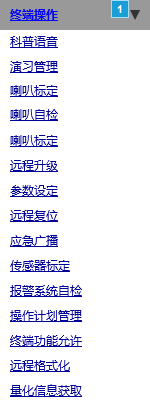 终端操作 1
科普语音
演习管理
喇叭标定
喇叭自检
喇叭标定
远程升级
参数设定
远程复位
应急广播
传感器标定
报警系统自检
操作计划管理
终端功能允许
远程格式化
量化信息获取